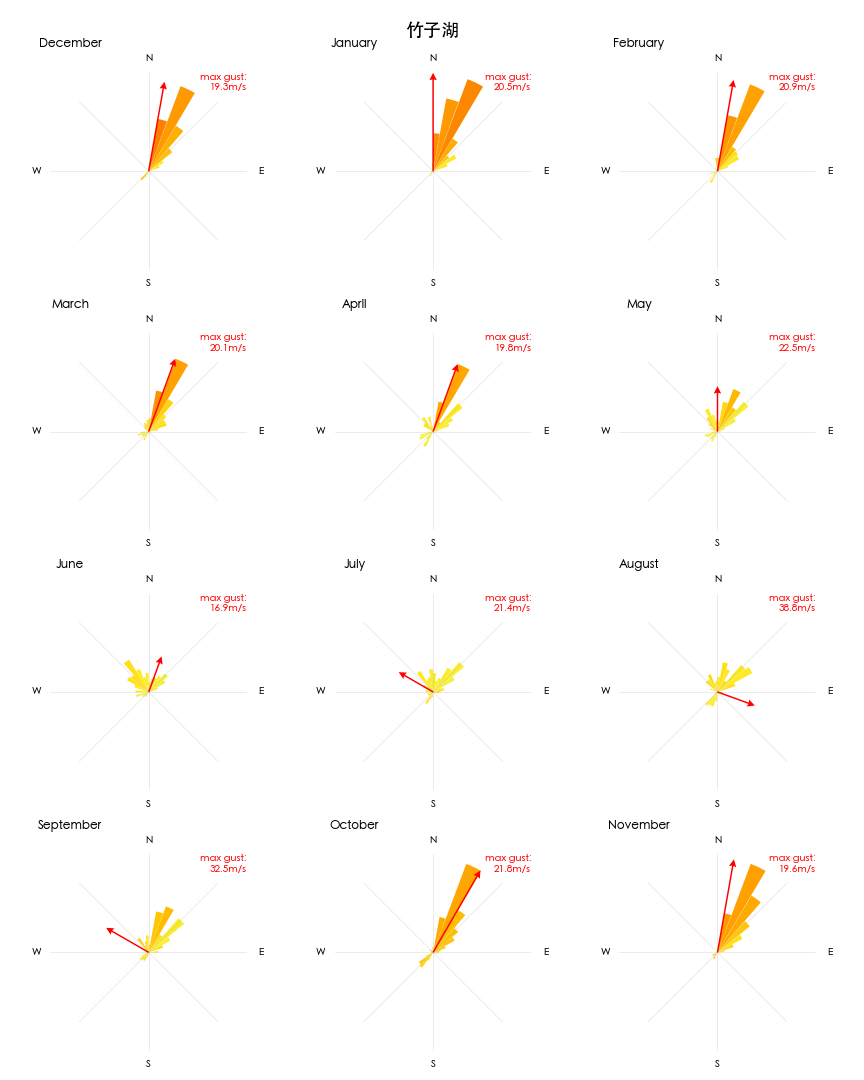 竹子湖
December
January
February
N
N
N
max gust:
19.3m/s
max gust:
20.5m/s
max gust:
20.9m/s
W
E
W
E
W
E
S
S
S
March
April
May
N
N
N
max gust:
20.1m/s
max gust:
19.8m/s
max gust:
22.5m/s
W
E
W
E
W
E
S
S
S
June
July
August
N
N
N
max gust:
16.9m/s
max gust:
21.4m/s
max gust:
38.8m/s
W
E
W
E
W
E
S
S
S
September
October
November
N
N
N
max gust:
32.5m/s
max gust:
21.8m/s
max gust:
19.6m/s
W
E
W
E
W
E
S
S
S